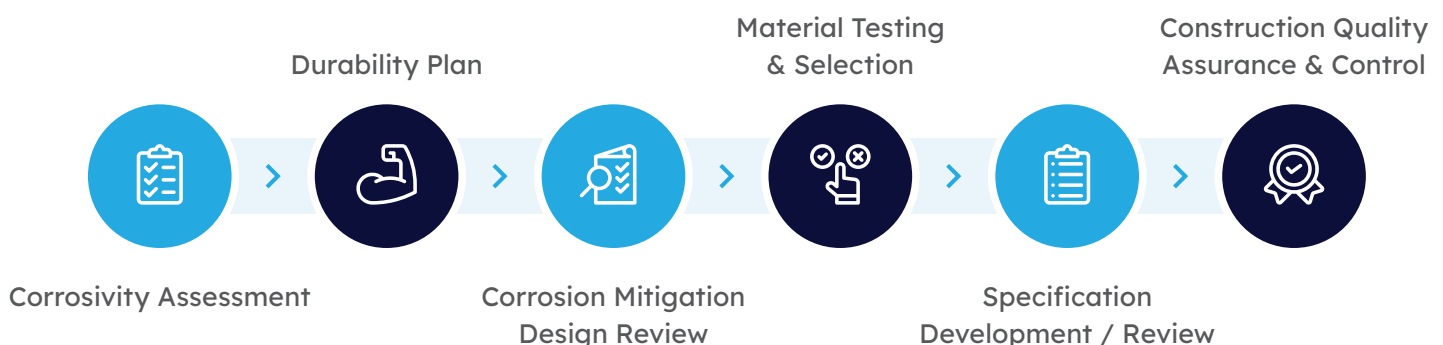 Corrosivity Assessment
Durability Plan
Corrosion Mitigation
Design Review
Material Testing
& Selection
Specification
Development / Review
Construction Quality
Assurance & Control